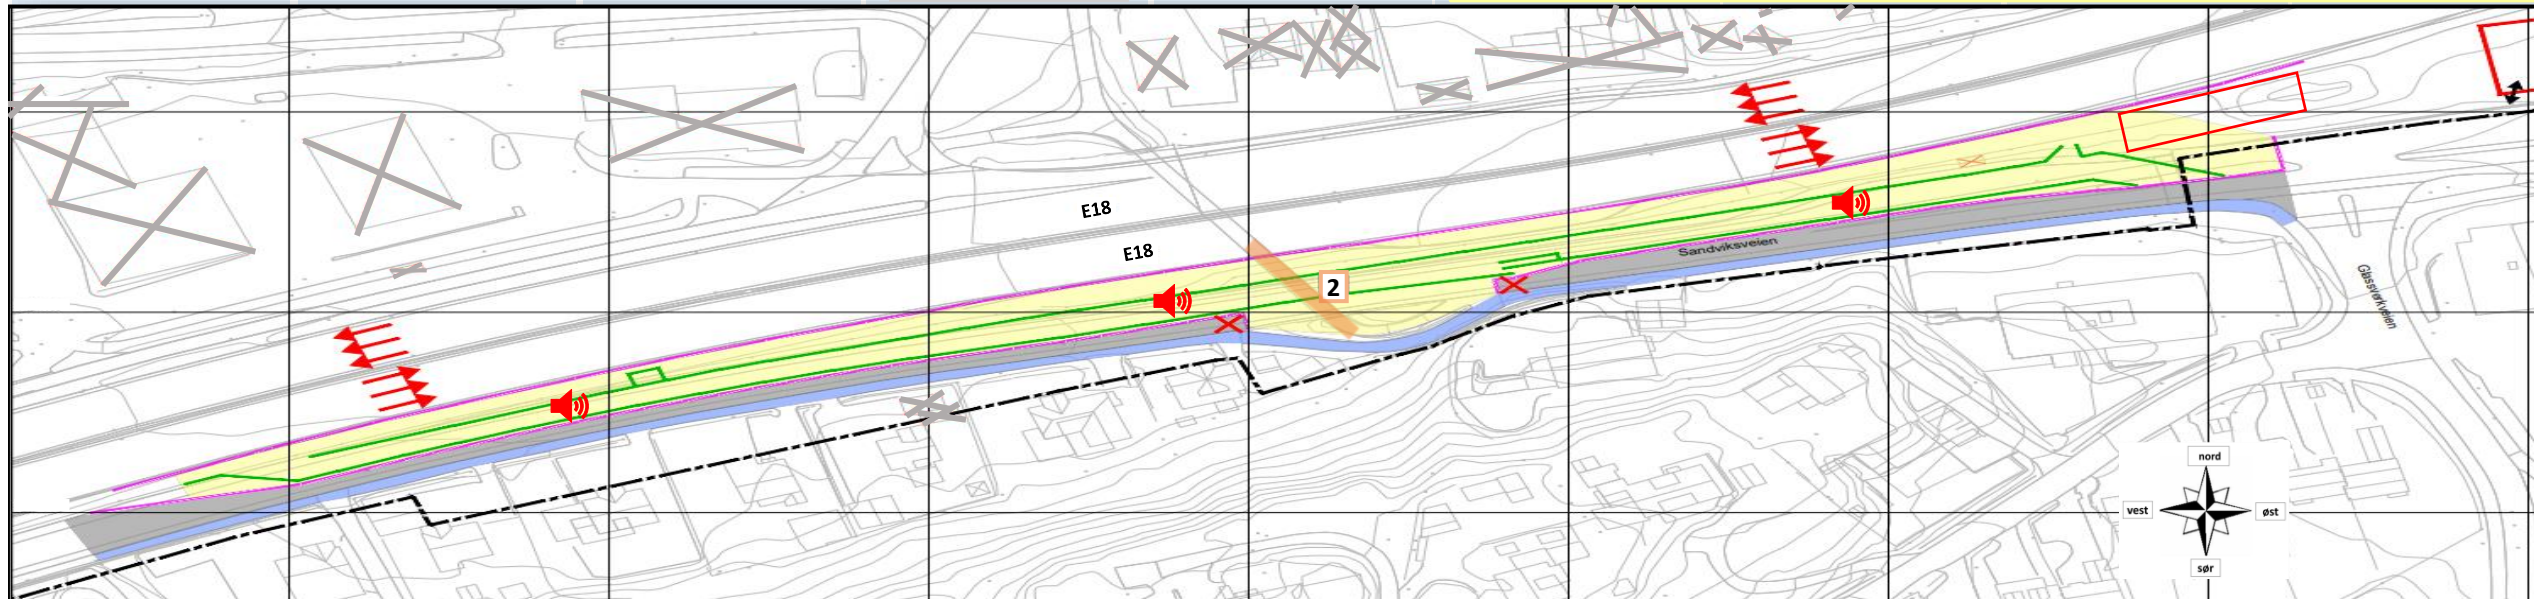 E18
E18
Sandviksveien
2
Glassverkveien
nord
vest
øst
sør